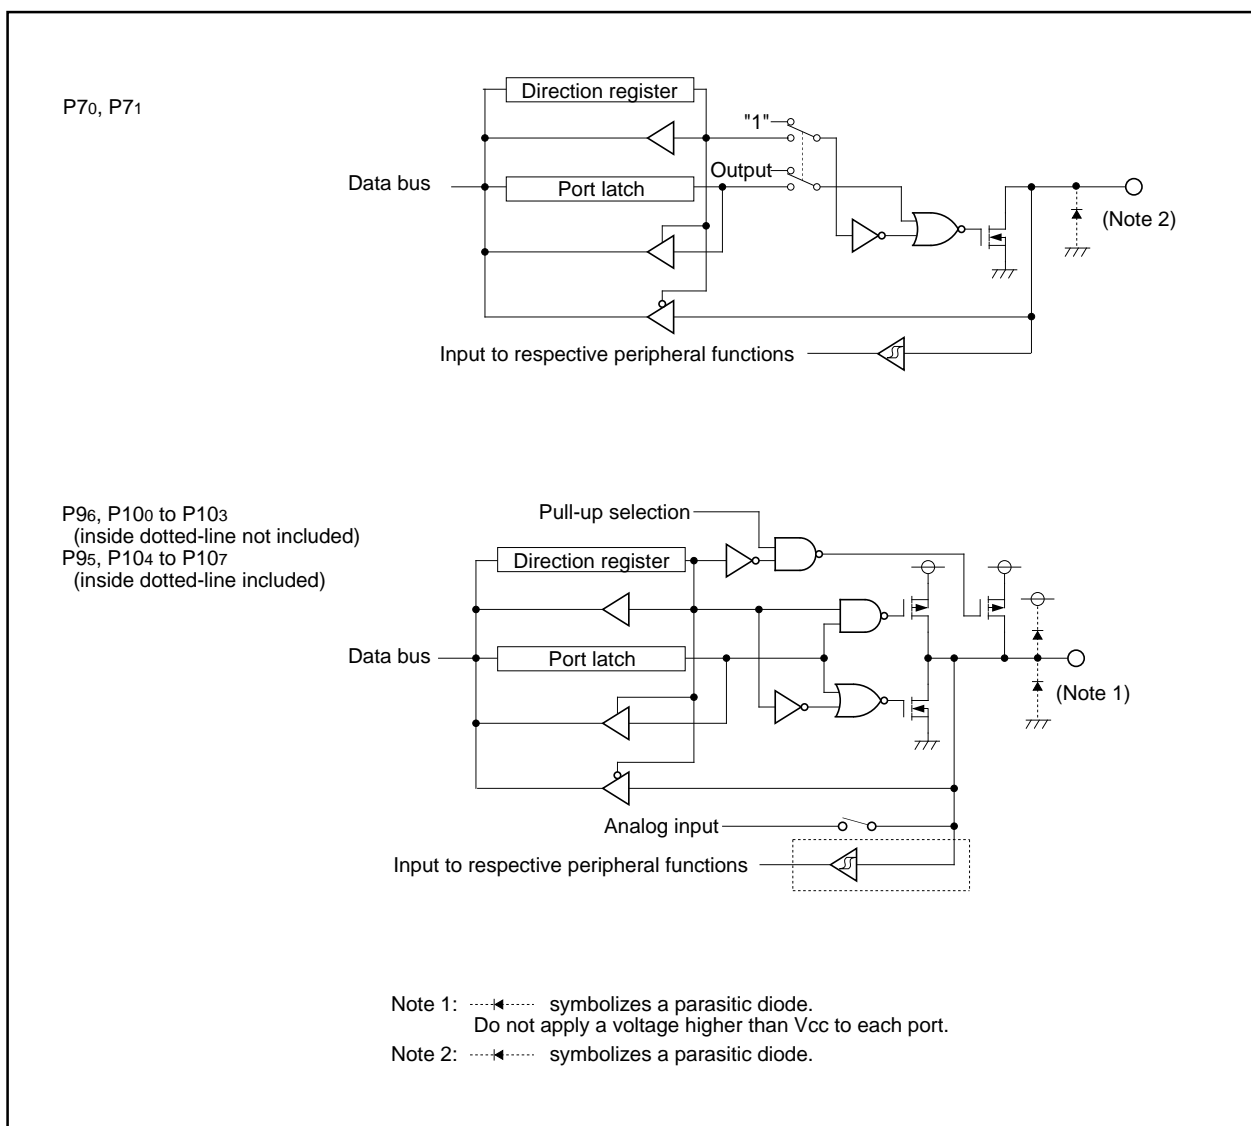 P70, P71
Direction register
"1"
Data bus
Port latch
Output
(Note 2)
Input to respective peripheral functions
P96, P100 to P103
(inside dotted-line not included)
P95, P104 to P107
(inside dotted-line included)
Pull-up selection
Direction register
Data bus
Port latch
(Note 1)
Analog input
Input to respective peripheral functions
Note 1: symbolizes a parasitic diode.
Do not apply a voltage higher than Vcc to each port.
Note 2: symbolizes a parasitic diode.